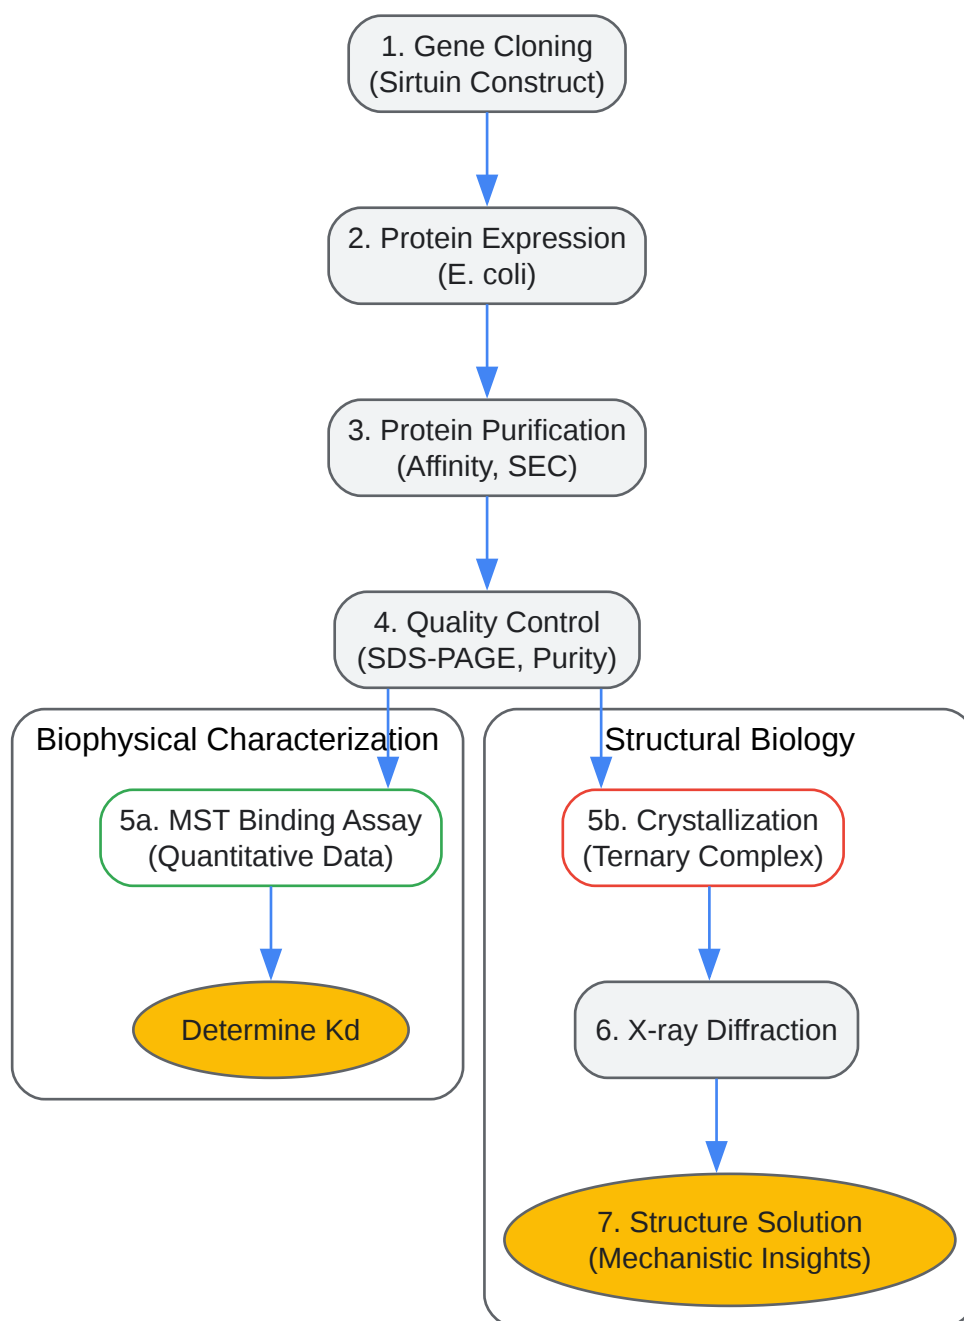 1. Gene Cloning
(Sirtuin Construct)
2. Protein Expression
(E. coli)
3. Protein Purification
(Affinity, SEC)
4. Quality Control
(SDS-PAGE, Purity)
Biophysical Characterization
5a. MST Binding Assay
(Quantitative Data)
Determine Kd
Structural Biology
5b. Crystallization
(Ternary Complex)
6. X-ray Diffraction
7. Structure Solution
(Mechanistic Insights)